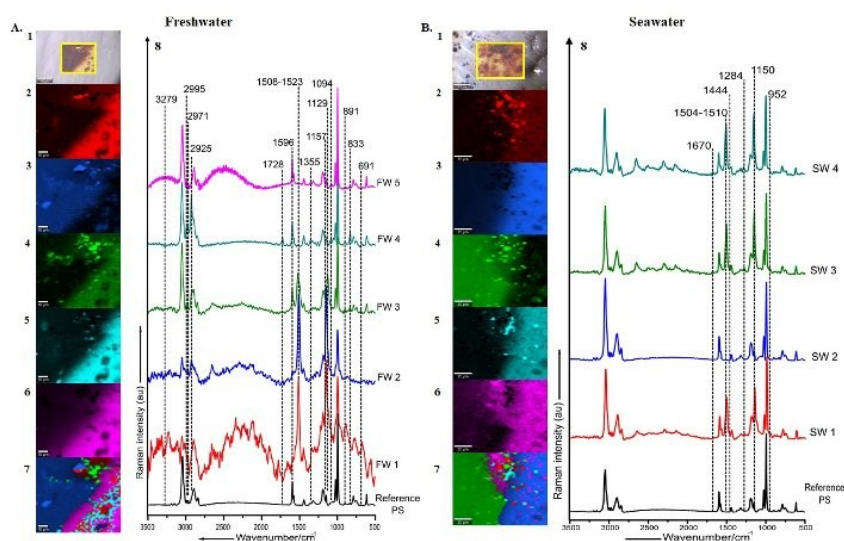 Freshwater
Seawater
A.
B.
1
2
3
4
5
6
7
8
3279
2995
2971
2925
1508-1523
1596
1728
1355
1157
1129
1094
891
833
691
FW 5
FW 4
FW 3
FW 2
FW 1
Reference
PS
Raman intensity (au)
3500
3000
2500
2000
1500
1000
500
Wavenumber/cm-1
1
2
3
4
5
6
7
8
1670
1504-1510
1444
1284
1150
952
SW 4
SW 3
SW 2
SW 1
Reference
PS
Raman intensity (au)
3500
3000
2500
2000
1500
1000
500
Wavenumber/cm-1